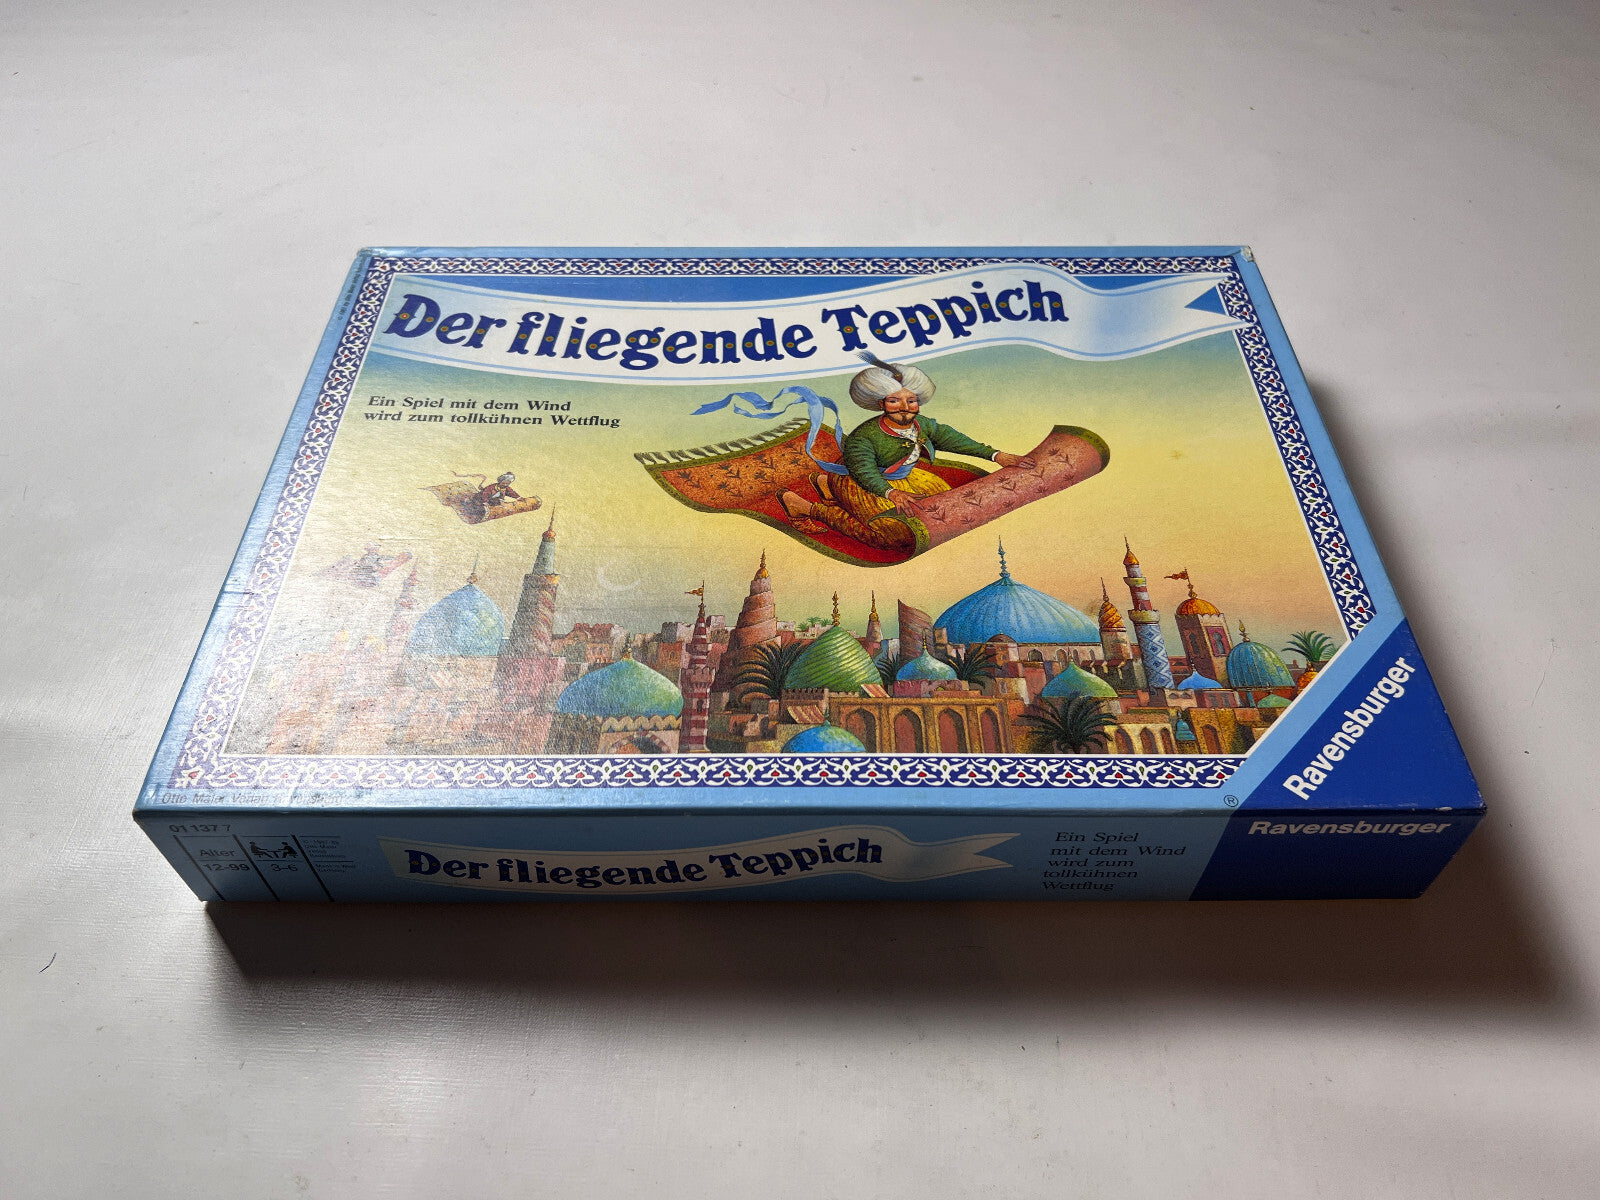 Der fliegende Teppich
Ein Spiel mit dem Wind
wird zum tollkühnen Wettflug
Ravensburger
®
Otto Maier Verlag Ravensburg
01 137 7
Alter
12-99
3-6
Der fliegende Teppich
Ein Spiel
mit dem Wind
wird zum
tollkühnen
Wettflug
Ravensburger